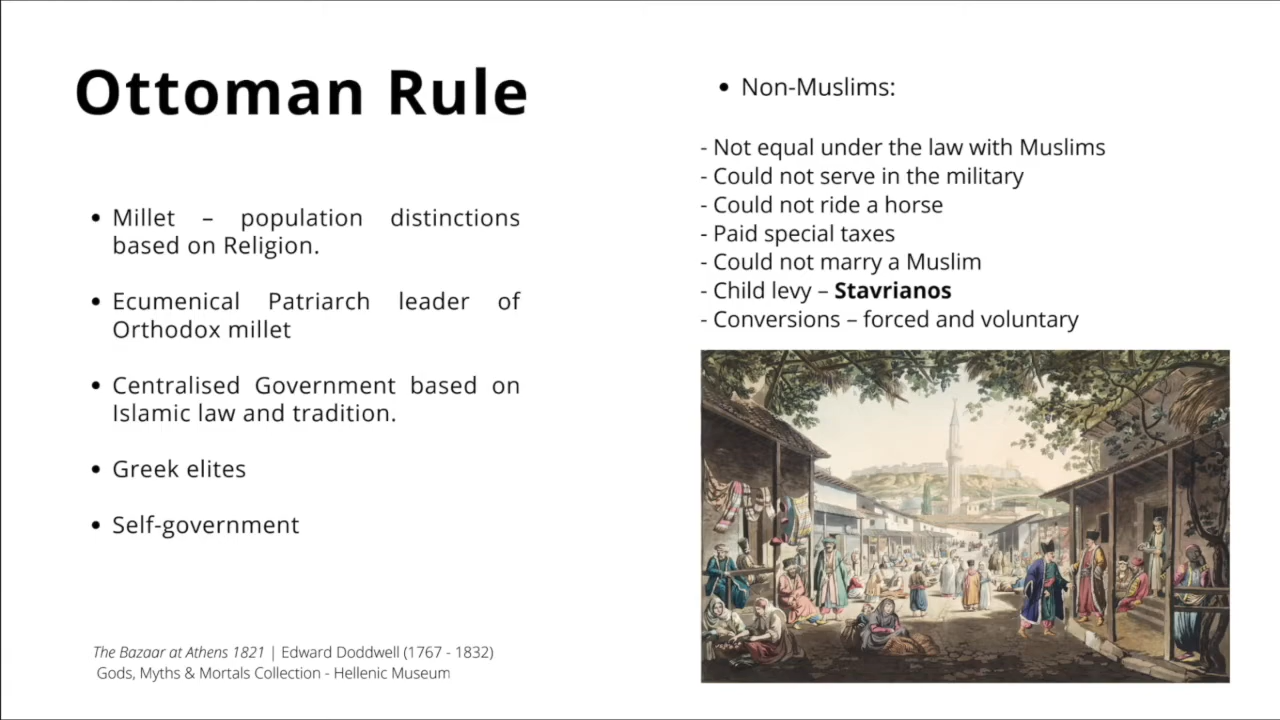 Ottoman Rule
• Millet – population distinctions
based on Religion.
• Ecumenical Patriarch leader of
Orthodox millet
• Centralised Government based on
Islamic law and tradition.
• Greek elites
• Self-government
The Bazaar at Athens 1821 | Edward Doddwell (1767 - 1832)
Gods, Myths & Mortals Collection - Hellenic Museum
• Non-Muslims:
- Not equal under the law with Muslims
- Could not serve in the military
- Could not ride a horse
- Paid special taxes
- Could not marry a Muslim
- Child levy – Stavrianos
- Conversions – forced and voluntary